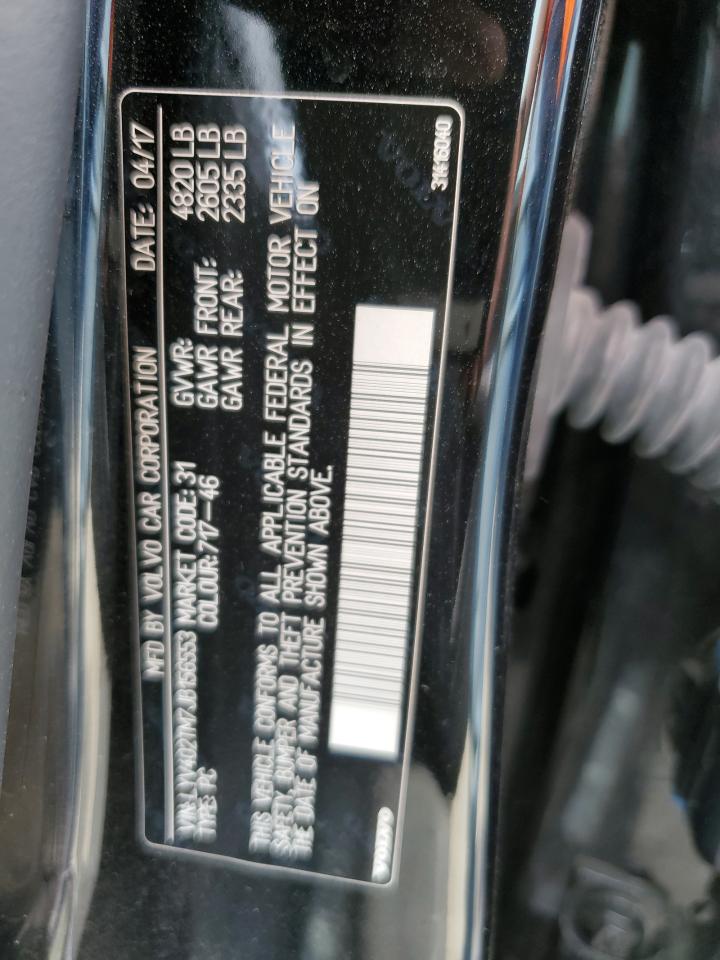 MFD BY VOLVO CAR CORPORATION DATE: 04/17
VIN: MARKET CODE: 31 GVWR: 4820 LB
TYPE: PC COLOUR: 717-46 GAWR FRONT: 2605 LB
GAWR REAR: 2335 LB
THIS VEHICLE CONFORMS TO ALL APPLICABLE FEDERAL MOTOR VEHICLE
SAFETY, BUMPER AND THEFT PREVENTION STANDARDS IN EFFECT ON
THE DATE OF MANUFACTURE SHOWN ABOVE.
VOLVO
31416040